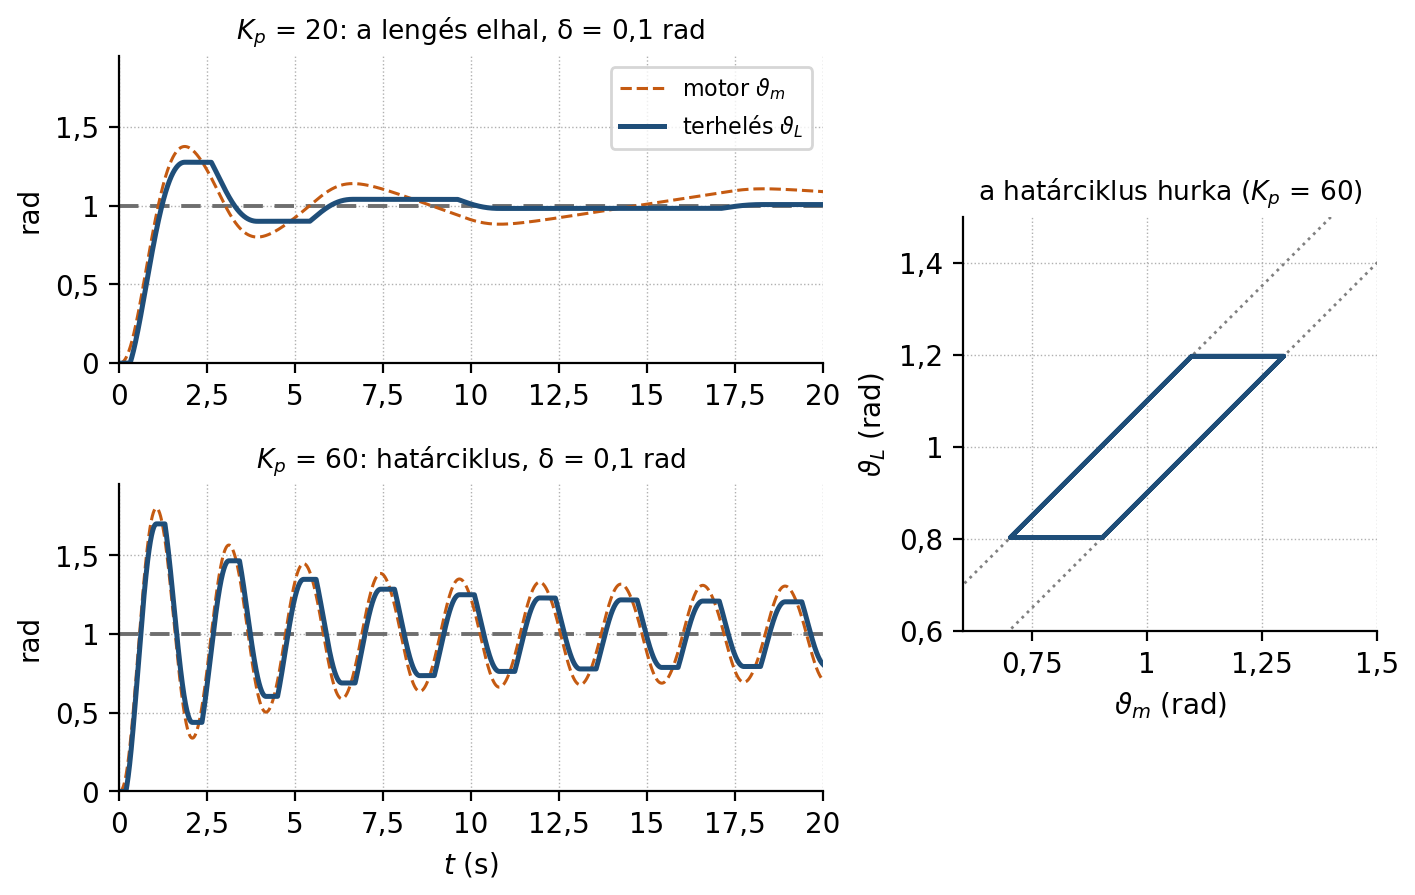 K_p = 20: a lengés elhal, δ = 0,1 rad
motor ϑ_m
terhelés ϑ_L
rad
1,5
1
0,5
0
0 2,5 5 7,5 10 12,5 15 17,5 20
K_p = 60: határciklus, δ = 0,1 rad
rad
1,5
1
0,5
0
0 2,5 5 7,5 10 12,5 15 17,5 20
t (s)
a határciklus hurka (K_p = 60)
ϑ_L (rad)
1,4
1,2
1
0,8
0,6
0,75 1 1,25 1,5
ϑ_m (rad)